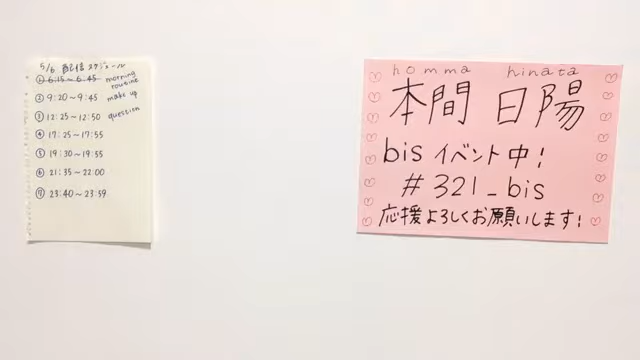 5/6 配信スケジュール
① 6:15～6:45 morning routine
② 9:20～9:45 make up
③ 12:25～12:50 question
④ 17:25～17:55
⑤ 19:30～19:55
⑥ 21:35～22:00
⑦ 23:40～23:59
homma hinata
本間 日陽
bis イベント中!
#321_bis
応援よろしくお願いします!